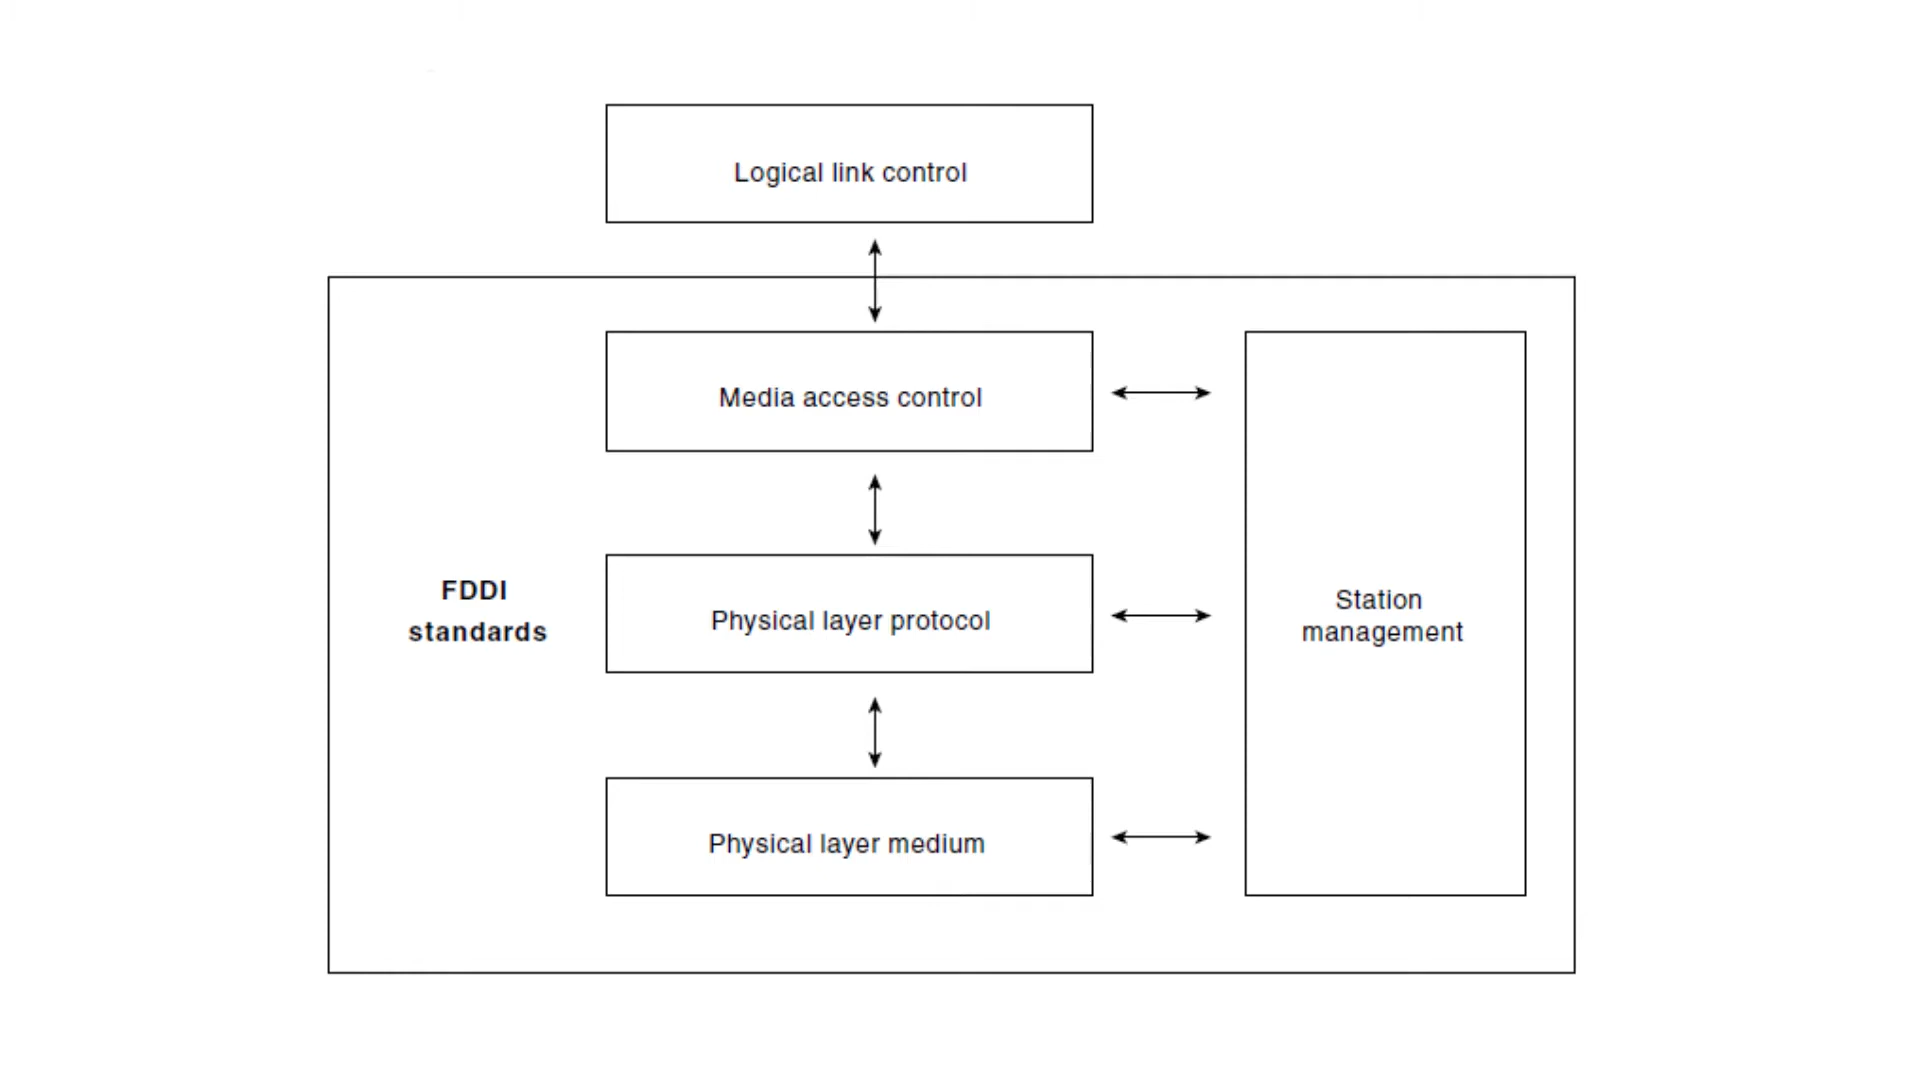 Logical link control
Media access control
FDDI
standards
Physical layer protocol
Station
management
Physical layer medium